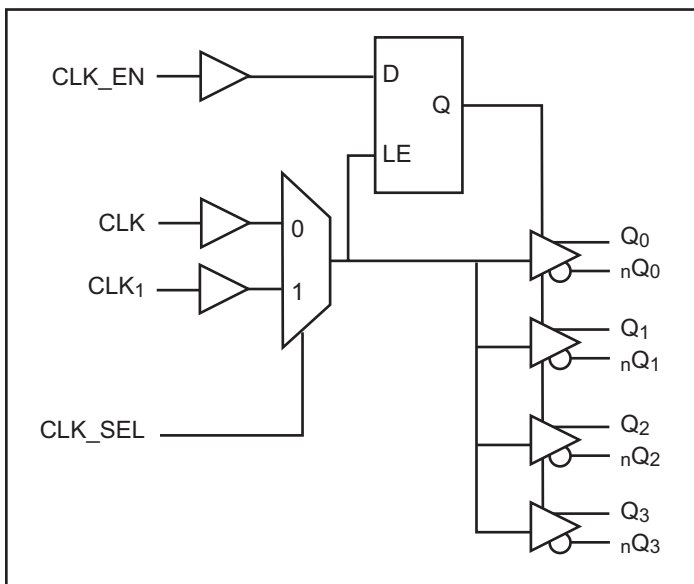 CLK_EN
D
Q
LE
CLK
0
CLK1
1
CLK_SEL
Q0
nQ0
Q1
nQ1
Q2
nQ2
Q3
nQ3